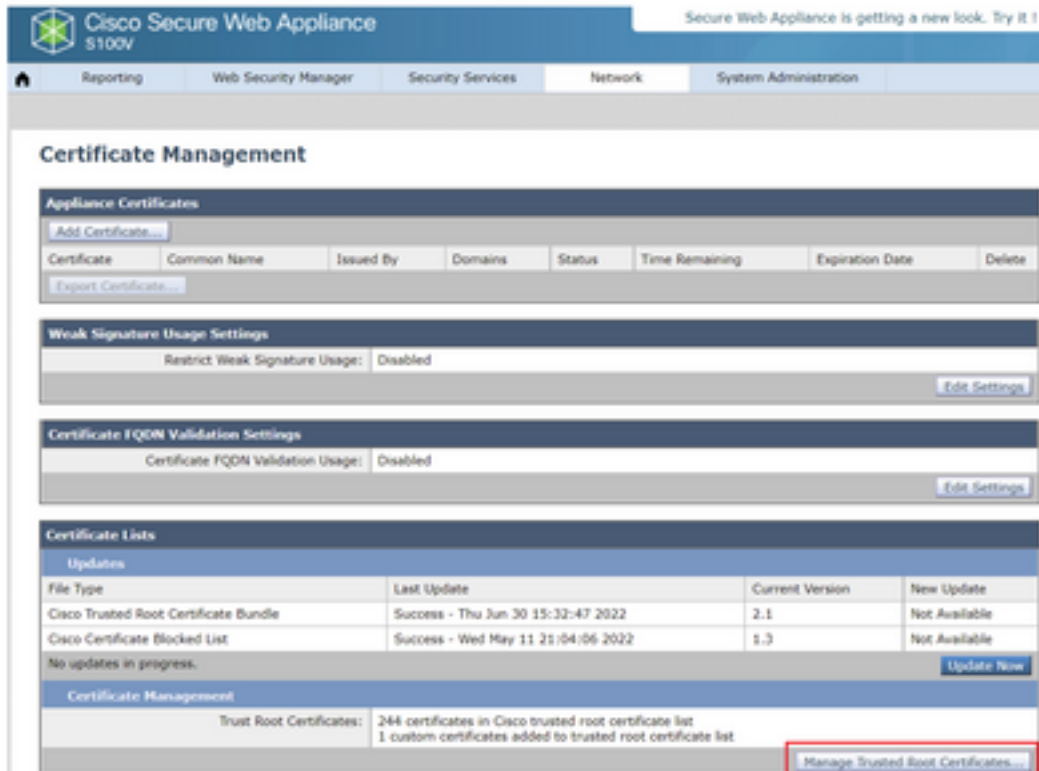 Cisco Secure Web Appliance
S100V
Secure Web Appliance is getting a new look. Try it !
Reporting Web Security Manager Security Services Network System Administration
Certificate Management
Appliance Certificates
Add Certificate...
Certificate Common Name Issued By Domains Status Time Remaining Expiration Date Delete
Export Certificate...
Weak Signature Usage Settings
Restrict Weak Signature Usage: Disabled
Edit Settings
Certificate FQDN Validation Settings
Certificate FQDN Validation Usage: Disabled
Edit Settings
Certificate Lists
Updates
File Type Last Update Current Version New Update
Cisco Trusted Root Certificate Bundle Success - Thu Jun 30 15:32:47 2022 2.1 Not Available
Cisco Certificate Blocked List Success - Wed May 11 21:04:06 2022 1.3 Not Available
No updates in progress. Update Now
Certificate Management
Trust Root Certificates: 244 certificates in Cisco trusted root certificate list
1 custom certificates added to trusted root certificate list
Manage Trusted Root Certificates...